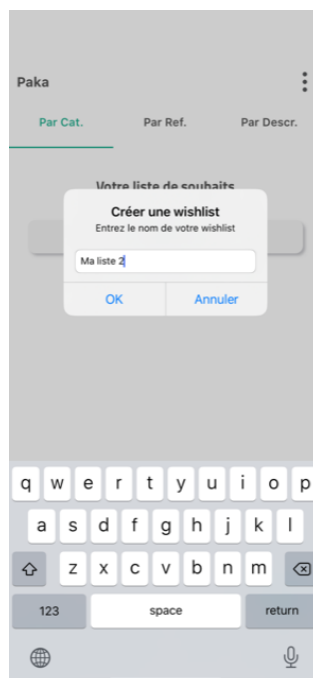 Paka
Par Cat. Par Ref. Par Descr.
Votre liste de souhaits
Créer une wishlist
Entrez le nom de votre wishlist
Ma liste 2
OK Annuler
q w e r t y u i o p
a s d f g h j k l
z x c v b n m
123 space return